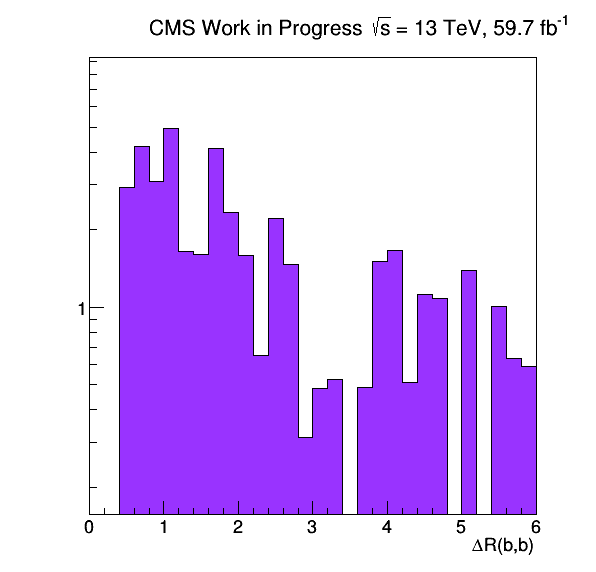 CMS Work in Progress √s = 13 TeV, 59.7 fb⁻¹
1
0 1 2 3 4 5 6
ΔR(b,b)